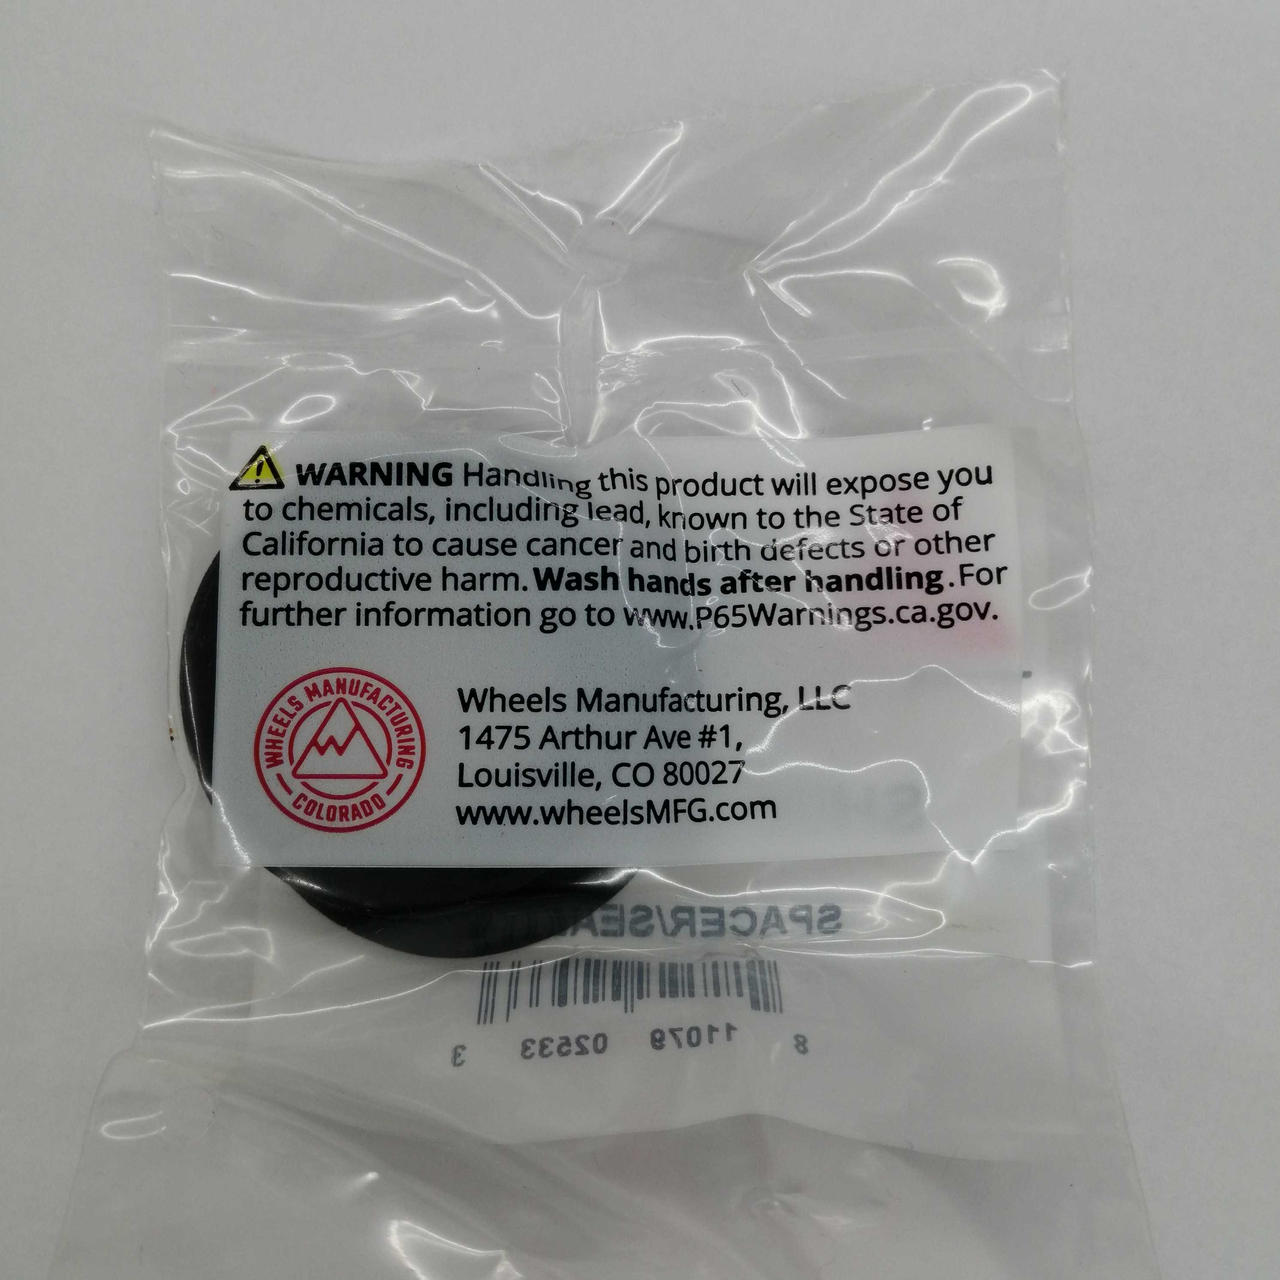 WARNING Handling this product will expose you
to chemicals, including lead, known to the State of
California to cause cancer and birth defects or other
reproductive harm. Wash hands after handling. For
further information go to www.P65Warnings.ca.gov.
WHEELS MANUFACTURING
COLORADO
Wheels Manufacturing, LLC
1475 Arthur Ave #1,
Louisville, CO 80027
www.wheelsMFG.com
SPACER/
8 11079 02533 3